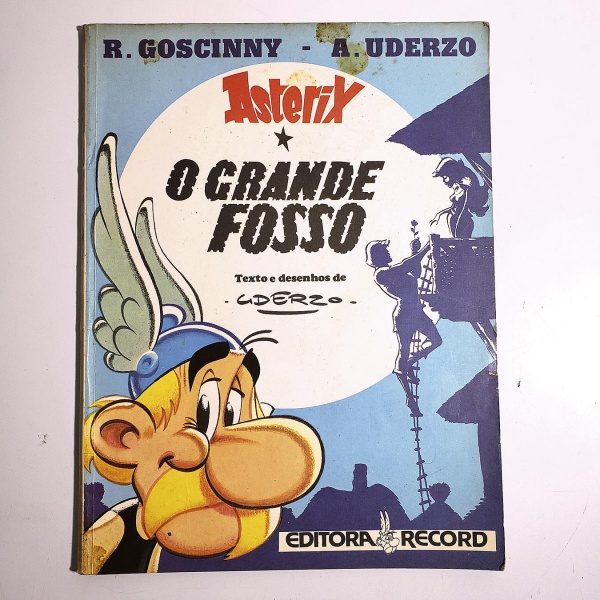 R. GOSCINNY - A. UDERZO
Asterix
O GRANDE
FOSSO
Texto e desenhos de
· UDERZO ·
EDITORA RECORD